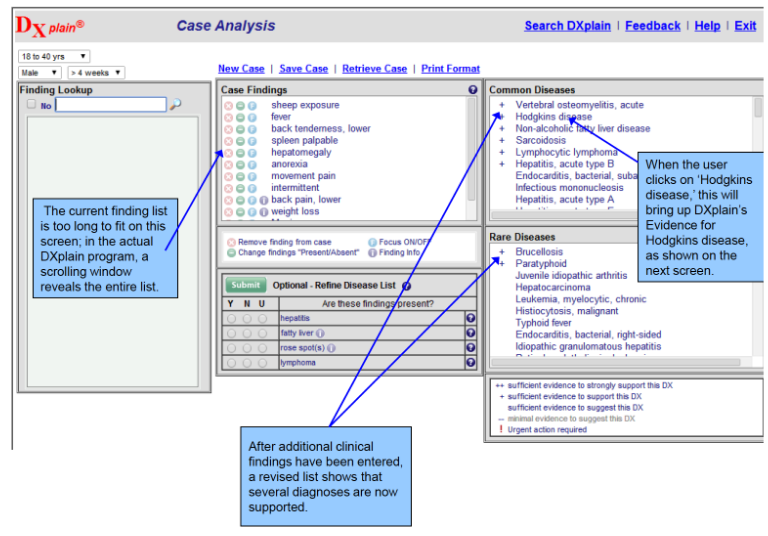 DXplain®
Case Analysis
Search DXplain | Feedback | Help | Exit
18 to 40 yrs
Male > 4 weeks
New Case | Save Case | Retrieve Case | Print Format
Finding Lookup
No
Case Findings
sheep exposure
fever
back tenderness, lower
spleen palpable
hepatomegaly
anorexia
movement pain
intermittent
back pain, lower
weight loss
Remove finding from case Focus ON/OFF
Change findings "Present/Absent" Finding Info
Submit Optional - Refine Disease List
Y N U Are these findings present?
hepatitis
fatty liver
rose spot(s)
lymphoma
Common Diseases
+ Vertebral osteomyelitis, acute
+ Hodgkins disease
+ Non-alcoholic fatty liver disease
+ Sarcoidosis
+ Lymphocytic lymphoma
+ Hepatitis, acute type B
Endocarditis, bacterial, suba
Infectious mononucleosis
Hepatitis, acute type A
Rare Diseases
+ Brucellosis
+ Paratyphoid
Juvenile idiopathic arthritis
Hepatocarcinoma
Leukemia, myelocytic, chronic
Histiocytosis, malignant
Typhoid fever
Endocarditis, bacterial, right-sided
Idiopathic granulomatous hepatitis
++ sufficient evidence to strongly support this DX
+ sufficient evidence to support this DX
sufficient evidence to suggest this DX
-- minimal evidence to suggest this DX
! Urgent action required
The current finding list
is too long to fit on this
screen; in the actual
DXplain program, a
scrolling window
reveals the entire list.
When the user
clicks on ‘Hodgkins
disease,’ this will
bring up DXplain’s
Evidence for
Hodgkins disease,
as shown on the
next screen.
After additional clinical
findings have been entered,
a revised list shows that
several diagnoses are now
supported.